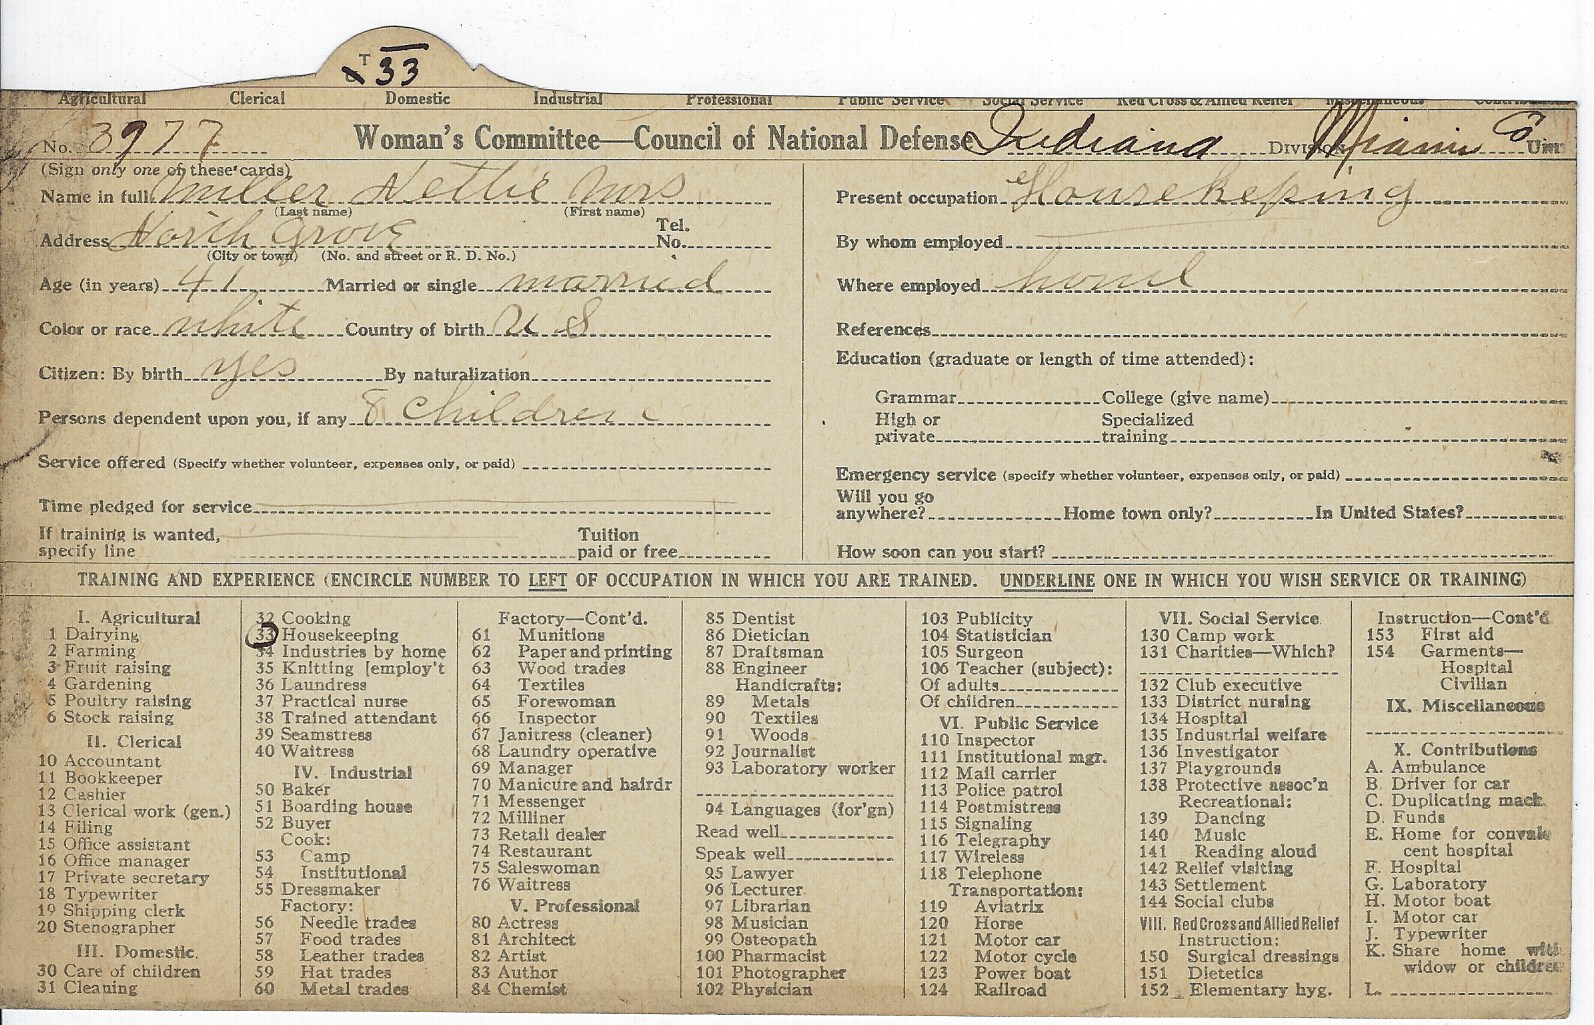 T 33
Agricultural Clerical Domestic Industrial Professional Public Service Social Service Red Cross & Allied Relief Miscellaneous
No. 3977 Woman's Committee—Council of National Defense Indiana Division Miami Co Unit
(Sign only one of these cards)
Name in full Miller Nettie Mrs
(Last name) (First name)
Address North Grove Tel. No.
(City or town) (No. and street or R. D. No.)
Age (in years) 41 Married or single married
Color or race white Country of birth U S
Citizen: By birth yes By naturalization
Persons dependent upon you, if any 8 children
Service offered (Specify whether volunteer, expenses only, or paid)
Time pledged for service
If training is wanted, specify line Tuition paid or free
Present occupation Housekeping
By whom employed
Where employed home
References
Education (graduate or length of time attended):
Grammar College (give name)
High or private Specialized training
Emergency service (specify whether volunteer, expenses only, or paid)
Will you go anywhere? Home town only? In United States?
How soon can you start?
TRAINING AND EXPERIENCE (ENCIRCLE NUMBER TO LEFT OF OCCUPATION IN WHICH YOU ARE TRAINED. UNDERLINE ONE IN WHICH YOU WISH SERVICE OR TRAINING)
I. Agricultural
1 Dairying
2 Farming
3 Fruit raising
4 Gardening
5 Poultry raising
6 Stock raising
II. Clerical
10 Accountant
11 Bookkeeper
12 Cashier
13 Clerical work (gen.)
14 Filing
15 Office assistant
16 Office manager
17 Private secretary
18 Typewriter
19 Shipping clerk
20 Stenographer
III. Domestic.
30 Care of children
31 Cleaning
32 Cooking
33 Housekeeping
34 Industries by home
35 Knitting [employ't
36 Laundress
37 Practical nurse
38 Trained attendant
39 Seamstress
40 Waitress
IV. Industrial
50 Baker
51 Boarding house
52 Buyer
Cook:
53 Camp
54 Institutional
55 Dressmaker
Factory:
56 Needle trades
57 Food trades
58 Leather trades
59 Hat trades
60 Metal trades
Factory—Cont'd.
61 Munitions
62 Paper and printing
63 Wood trades
64 Textiles
65 Forewoman
66 Inspector
67 Janitress (cleaner)
68 Laundry operative
69 Manager
70 Manicure and hairdr
71 Messenger
72 Milliner
73 Retail dealer
74 Restaurant
75 Saleswoman
76 Waitress
V. Professional
80 Actress
81 Architect
82 Artist
83 Author
84 Chemist
85 Dentist
86 Dietician
87 Draftsman
88 Engineer
Handicrafts:
89 Metals
90 Textiles
91 Woods
92 Journalist
93 Laboratory worker
94 Languages (for'gn)
Read well
Speak well
95 Lawyer
96 Lecturer
97 Librarian
98 Musician
99 Osteopath
100 Pharmacist
101 Photographer
102 Physician
103 Publicity
104 Statistician
105 Surgeon
106 Teacher (subject):
Of adults
Of children
VI. Public Service
110 Inspector
111 Institutional mgr.
112 Mail carrier
113 Police patrol
114 Postmistress
115 Signaling
116 Telegraphy
117 Wireless
118 Telephone
Transportation:
119 Aviatrix
120 Horse
121 Motor car
122 Motor cycle
123 Power boat
124 Railroad
VII. Social Service
130 Camp work
131 Charities—Which?
132 Club executive
133 District nursing
134 Hospital
135 Industrial welfare
136 Investigator
137 Playgrounds
138 Protective assoc'n
Recreational:
139 Dancing
140 Music
141 Reading aloud
142 Relief visiting
143 Settlement
144 Social clubs
VIII. Red Cross and Allied Relief
Instruction:
150 Surgical dressings
151 Dietetics
152 Elementary hyg.
Instruction—Cont'd
153 First aid
154 Garments—
Hospital
Civilian
IX. Miscellaneous
X. Contributions
A. Ambulance
B. Driver for car
C. Duplicating mach.
D. Funds
E. Home for convales
cent hospital
F. Hospital
G. Laboratory
H. Motor boat
I. Motor car
J. Typewriter
K. Share home with
widow or children
L.